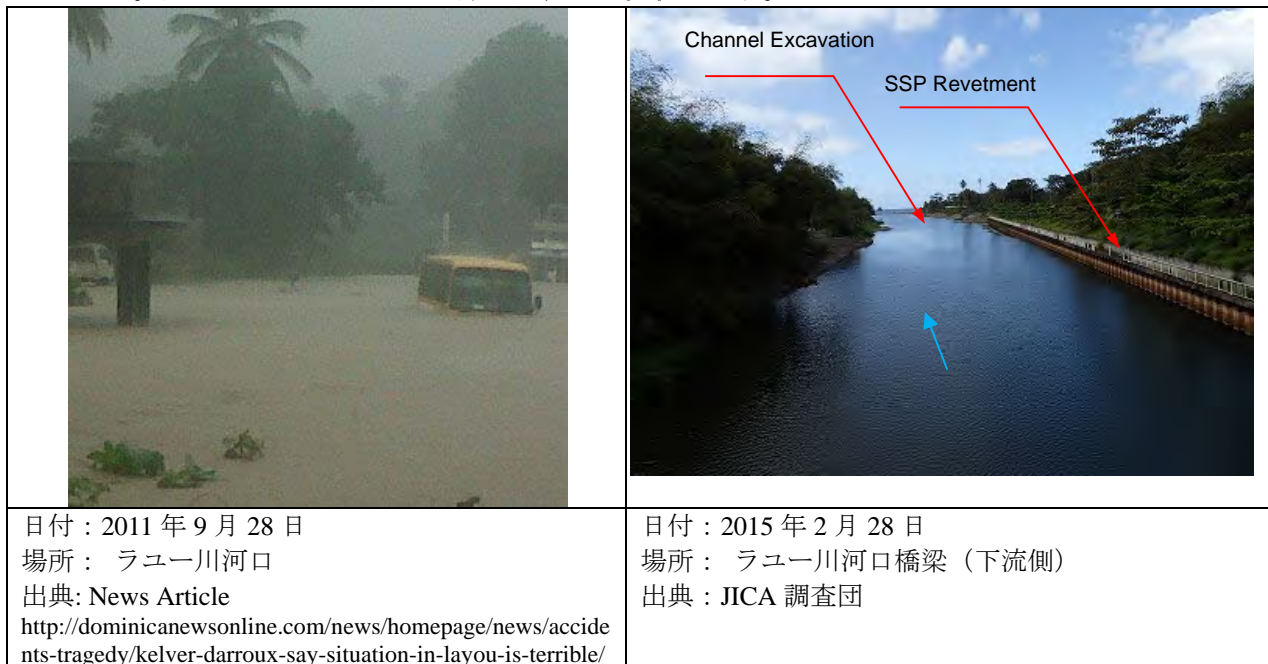 Channel Excavation
SSP Revetment
日付：2011 年 9 月 28 日
場所： ラユー川河口
出典: News Article
http://dominicanewsonline.com/news/homepage/news/accide
nts-tragedy/kelver-darroux-say-situation-in-layou-is-terrible/
日付：2015 年 2 月 28 日
場所： ラユー川河口橋梁（下流側）
出典：JICA 調査団